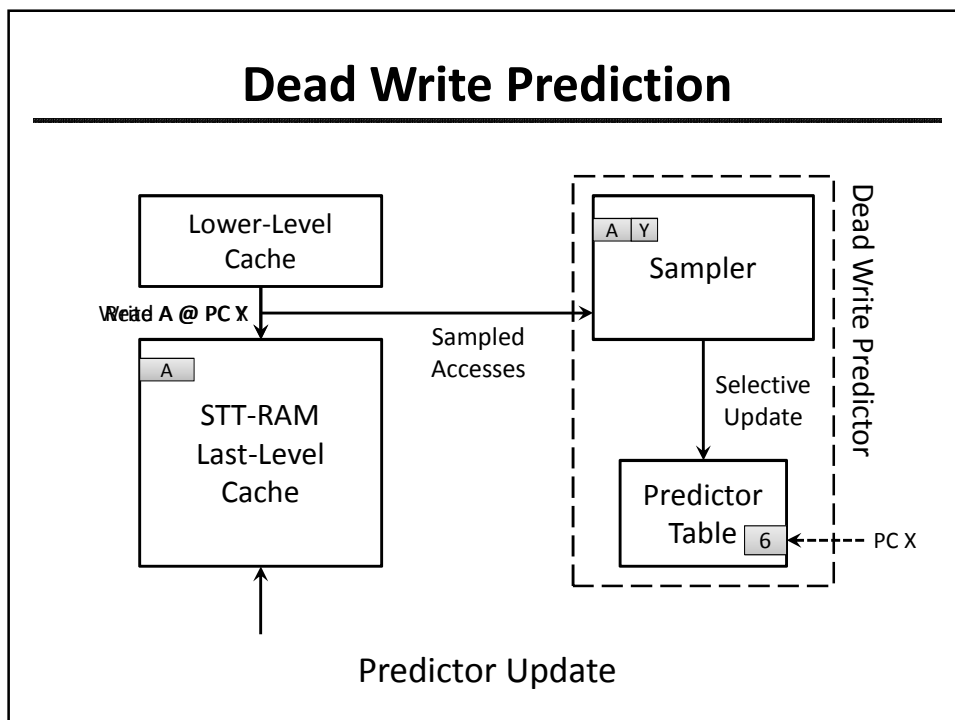 Dead Write Prediction
Lower-Level
Cache
A @ PC
Sampled
Accesses
A
STT-RAM
Last-Level
Cache
A Y
Sampler
Selective
Update
Predictor
Table
6
PC X
Dead Write Predictor
Predictor Update